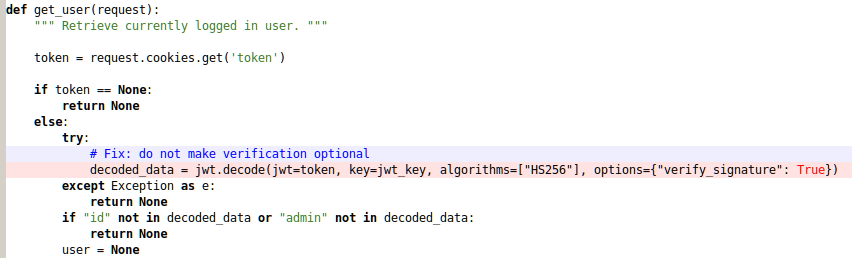 def get_user(request):
    """ Retrieve currently logged in user. """
    token = request.cookies.get('token')
    if token == None:
        return None
    else:
        try:
            # Fix: do not make verification optional
            decoded_data = jwt.decode(jwt=token, key=jwt_key, algorithms=["HS256"], options={"verify_signature": True})
        except Exception as e:
            return None
        if "id" not in decoded_data or "admin" not in decoded_data:
            return None
        user = None